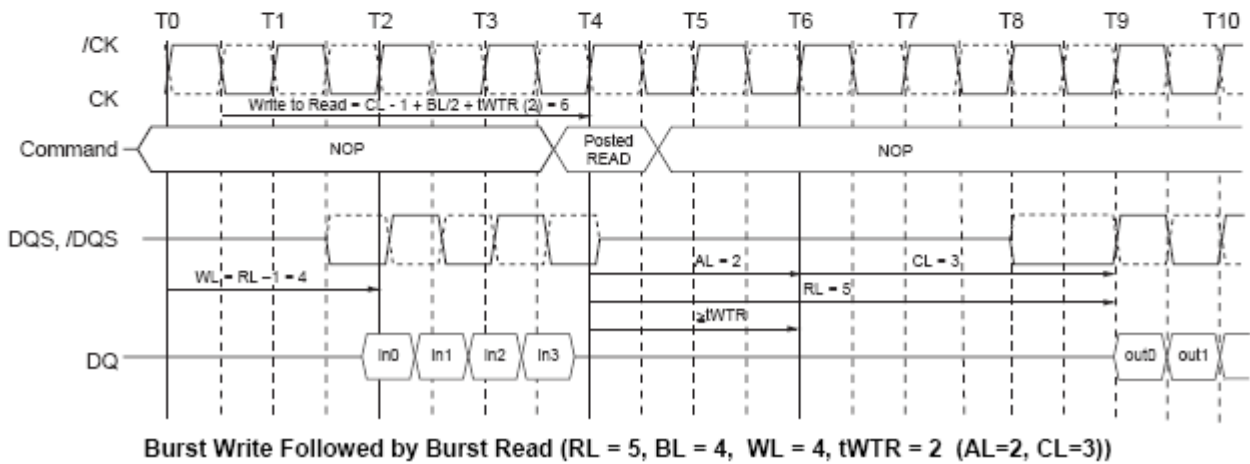 T0 T1 T2 T3 T4 T5 T6 T7 T8 T9 T10
/CK
CK
Write to Read = CL - 1 + BL/2 + tWTR (2) = 6
Command
NOP
Posted
READ
NOP
DQS, /DQS
AL = 2
CL = 3
WL = RL –1 = 4
RL = 5
≥tWTR
DQ
In0 In1 In2 In3
out0 out1
Burst Write Followed by Burst Read (RL = 5, BL = 4, WL = 4, tWTR = 2 (AL=2, CL=3))